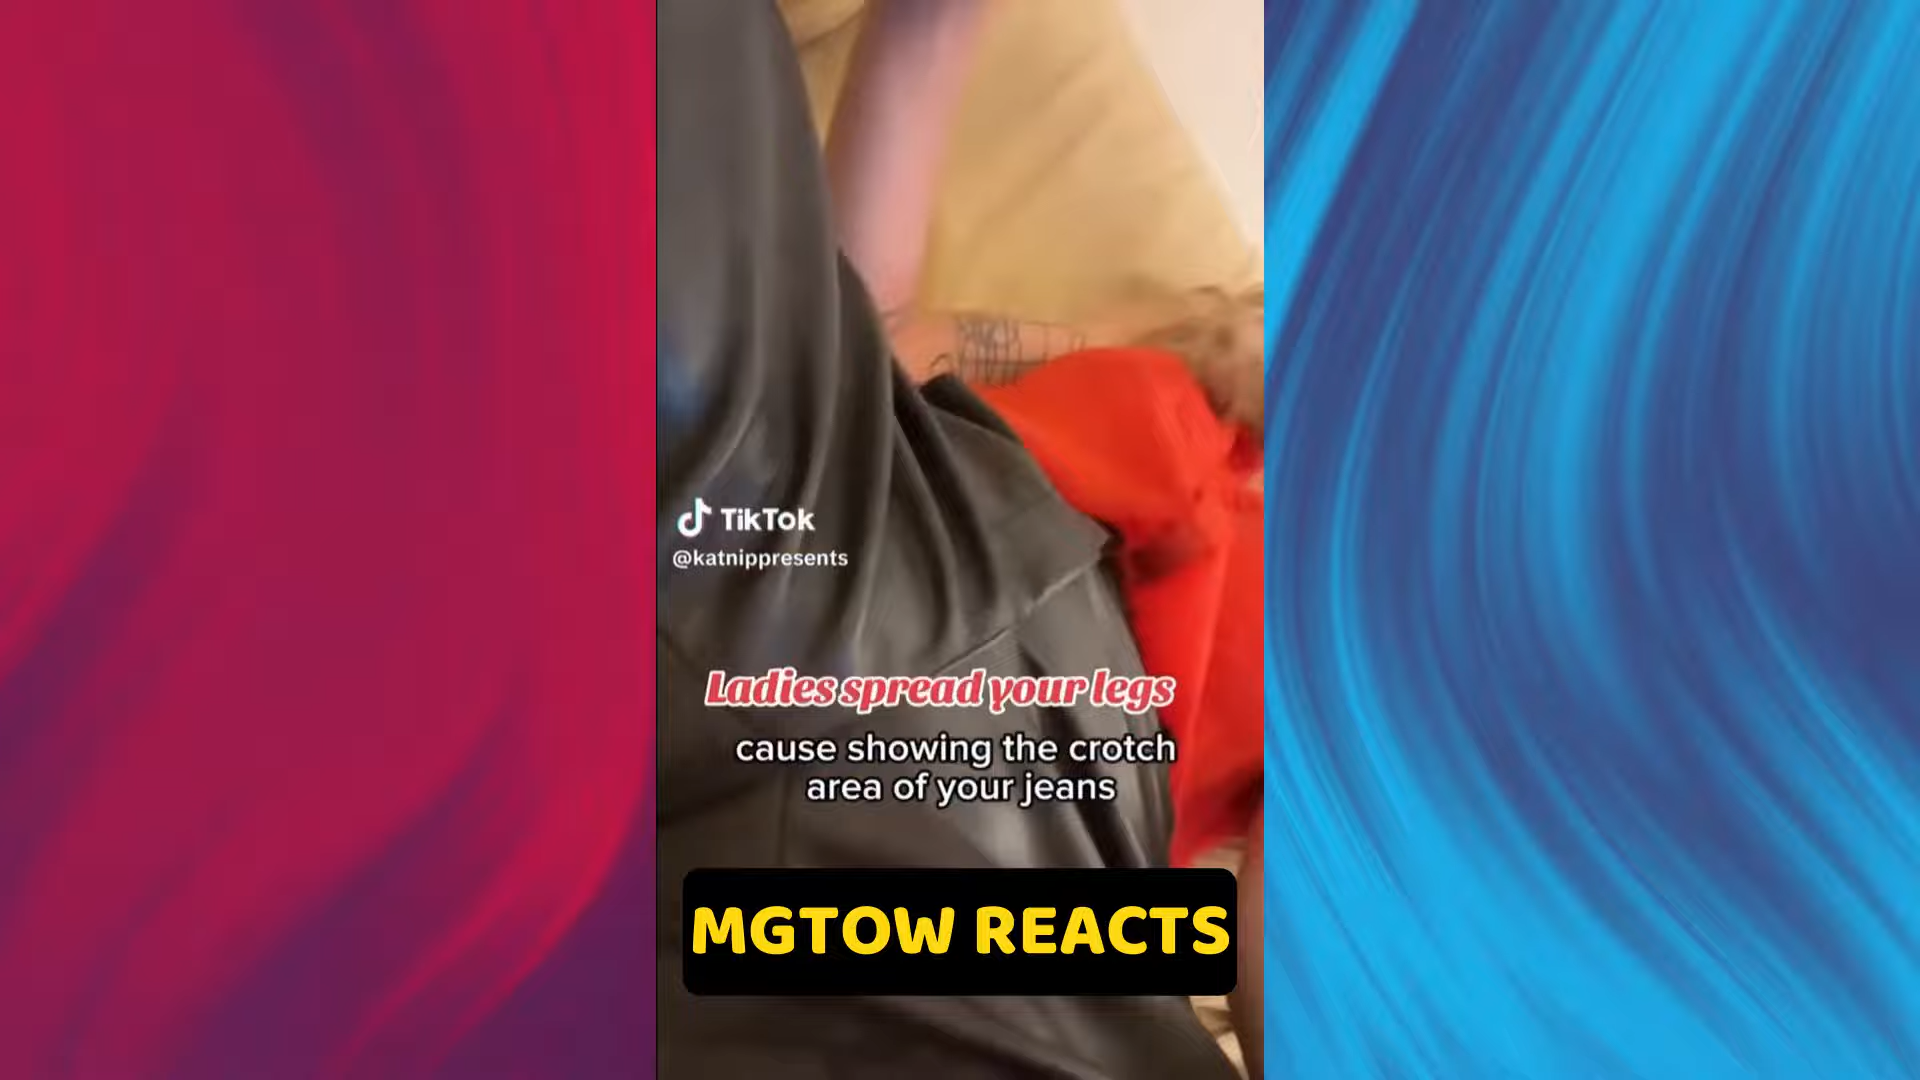 TikTok
@katnippresents
Ladies spread your legs
cause showing the crotch
area of your jeans
MGTOW REACTS